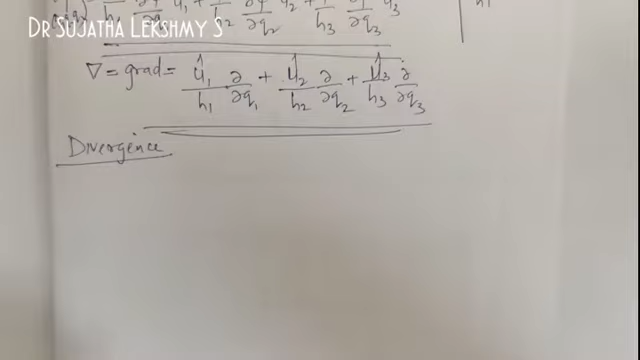 DR SUJATHA LEKSHMY S
∇ = grad = û₁/h₁ ∂/∂q₁ + û₂/h₂ ∂/∂q₂ + û₃/h₃ ∂/∂q₃
Divergence